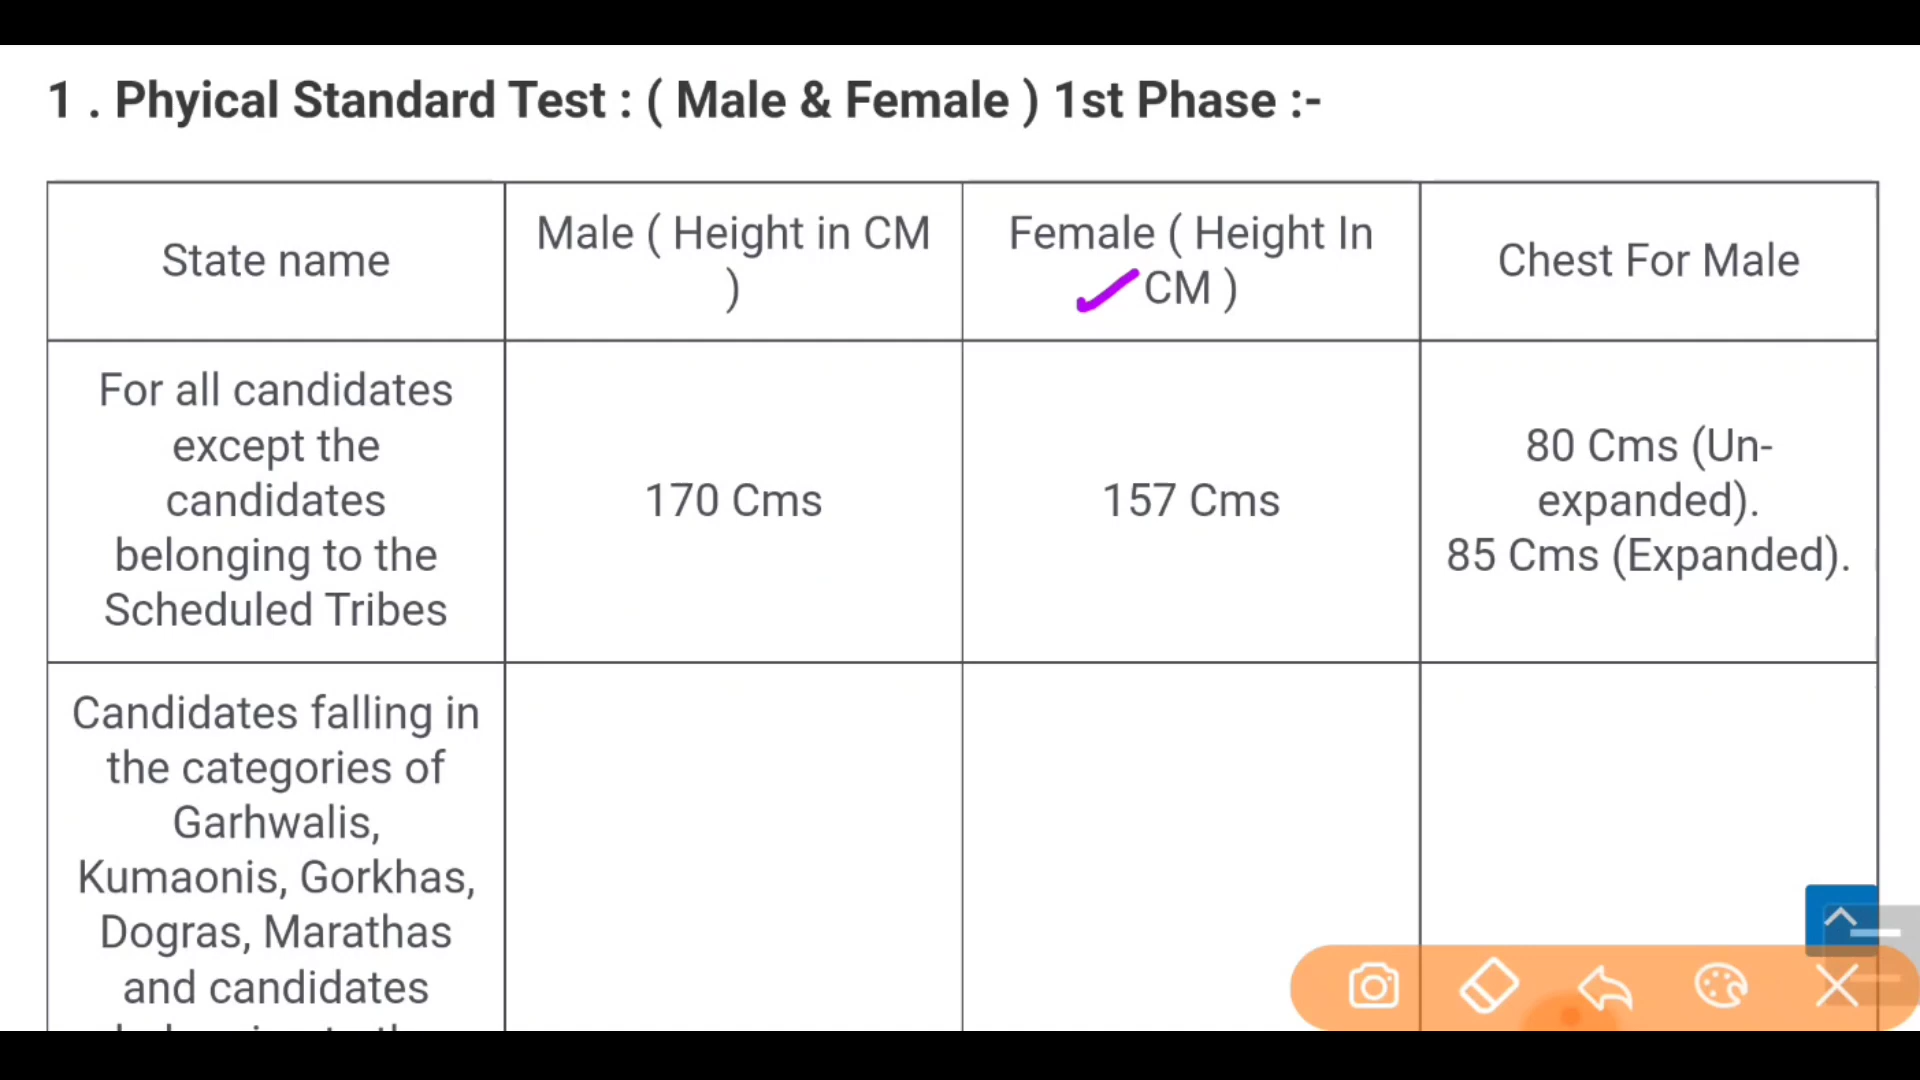 1 . Phyical Standard Test : ( Male & Female ) 1st Phase :-
State name
Male ( Height in CM
)
Female ( Height In
CM )
Chest For Male
For all candidates
except the
candidates
belonging to the
Scheduled Tribes
170 Cms
157 Cms
80 Cms (Un-
expanded).
85 Cms (Expanded).
Candidates falling in
the categories of
Garhwalis,
Kumaonis, Gorkhas,
Dogras, Marathas
and candidates